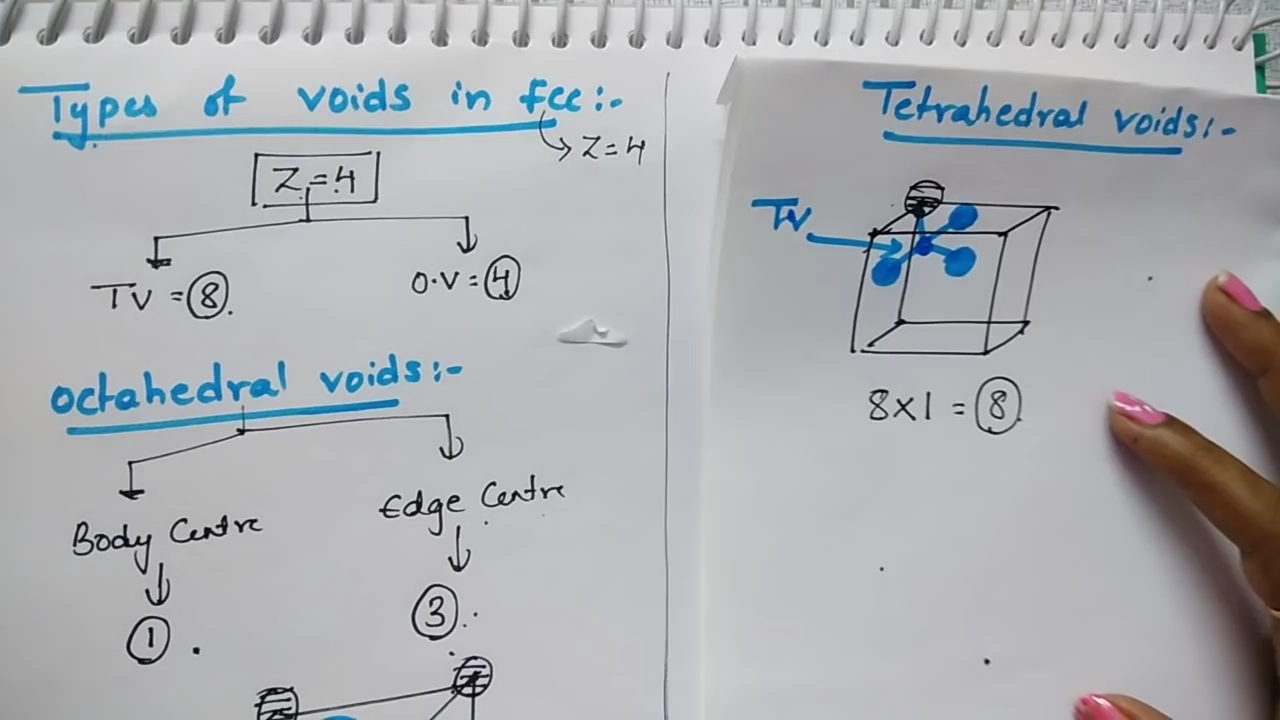 Types of voids in fcc:-
→ Z=4
Z=4
TV = 8.
O.V = 4
Octahedral voids:-
Body Centre
Edge Centre
1
3
Tetrahedral voids:-
TV
8×1 = 8